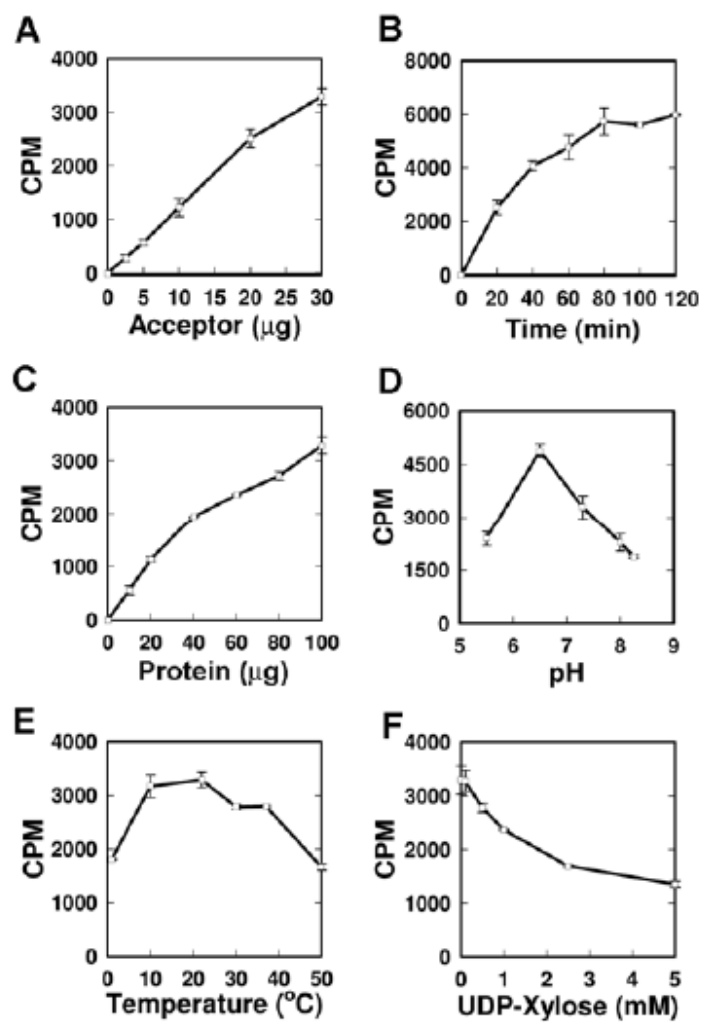 A
CPM
4000
3000
2000
1000
0
0 5 10 15 20 25 30
Acceptor (μg)
B
CPM
8000
6000
4000
2000
0
0 20 40 60 80 100 120
Time (min)
C
CPM
4000
3000
2000
1000
0
0 20 40 60 80 100
Protein (μg)
D
CPM
6000
4500
3000
1500
0
5 6 7 8 9
pH
E
CPM
4000
3000
2000
1000
0
0 10 20 30 40 50
Temperature (°C)
F
CPM
4000
3000
2000
1000
0
0 1 2 3 4 5
UDP-Xylose (mM)